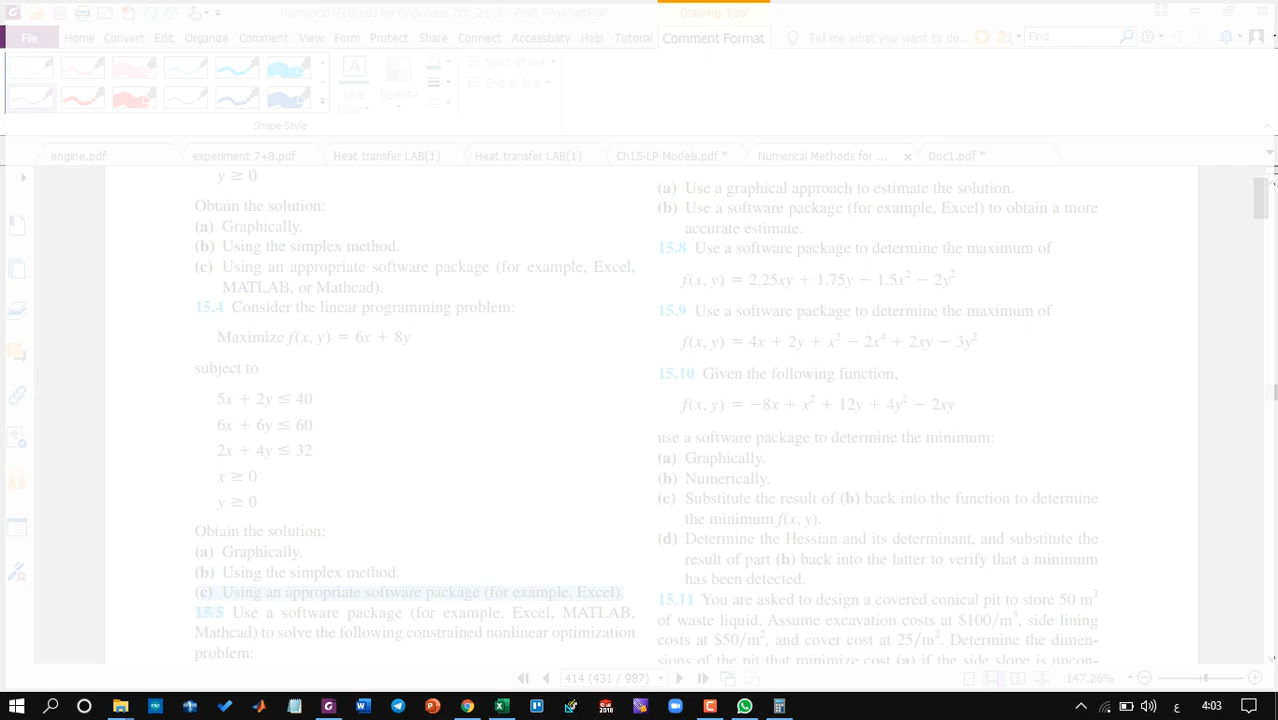 Numerical Methods for Engineers 7th_2.pdf - Foxit PhantomPDF
Drawing Tool
File Home Convert Edit Organize Comment View Form Protect Share Connect Accessibility Help Tutorial Comment Format Tell me what you want to do.. Find
Start of line
End of line
Line Color
Opacity
Shape Style
engine.pdf experiment 7+8.pdf Heat transfer LAB(1) Heat transfer LAB(1) Ch15-LP Models.pdf * Numerical Methods for ... × Doc1.pdf *
y ≥ 0
Obtain the solution:
(a) Graphically.
(b) Using the simplex method.
(c) Using an appropriate software package (for example, Excel,
MATLAB, or Mathcad).
15.4 Consider the linear programming problem:
Maximize f(x, y) = 6x + 8y
subject to
5x + 2y ≤ 40
6x + 6y ≤ 60
2x + 4y ≤ 32
x ≥ 0
y ≥ 0
Obtain the solution:
(a) Graphically.
(b) Using the simplex method.
(c) Using an appropriate software package (for example, Excel).
15.5 Use a software package (for example, Excel, MATLAB,
Mathcad) to solve the following constrained nonlinear optimization
problem:
(a) Use a graphical approach to estimate the solution.
(b) Use a software package (for example, Excel) to obtain a more
accurate estimate.
15.8 Use a software package to determine the maximum of
f(x, y) = 2.25xy + 1.75y − 1.5x² − 2y²
15.9 Use a software package to determine the maximum of
f(x, y) = 4x + 2y + x² − 2x⁴ + 2xy − 3y²
15.10 Given the following function,
f(x, y) = −8x + x² + 12y + 4y² − 2xy
use a software package to determine the minimum:
(a) Graphically.
(b) Numerically.
(c) Substitute the result of (b) back into the function to determine
the minimum f(x, y).
(d) Determine the Hessian and its determinant, and substitute the
result of part (b) back into the latter to verify that a minimum
has been detected.
15.11 You are asked to design a covered conical pit to store 50 m³
of waste liquid. Assume excavation costs at $100/m³, side lining
costs at $50/m², and cover cost at 25/m². Determine the dimen-
sions of the pit that minimize cost (a) if the side slope is uncon-
414 (431 / 987)
147.26%
4:03